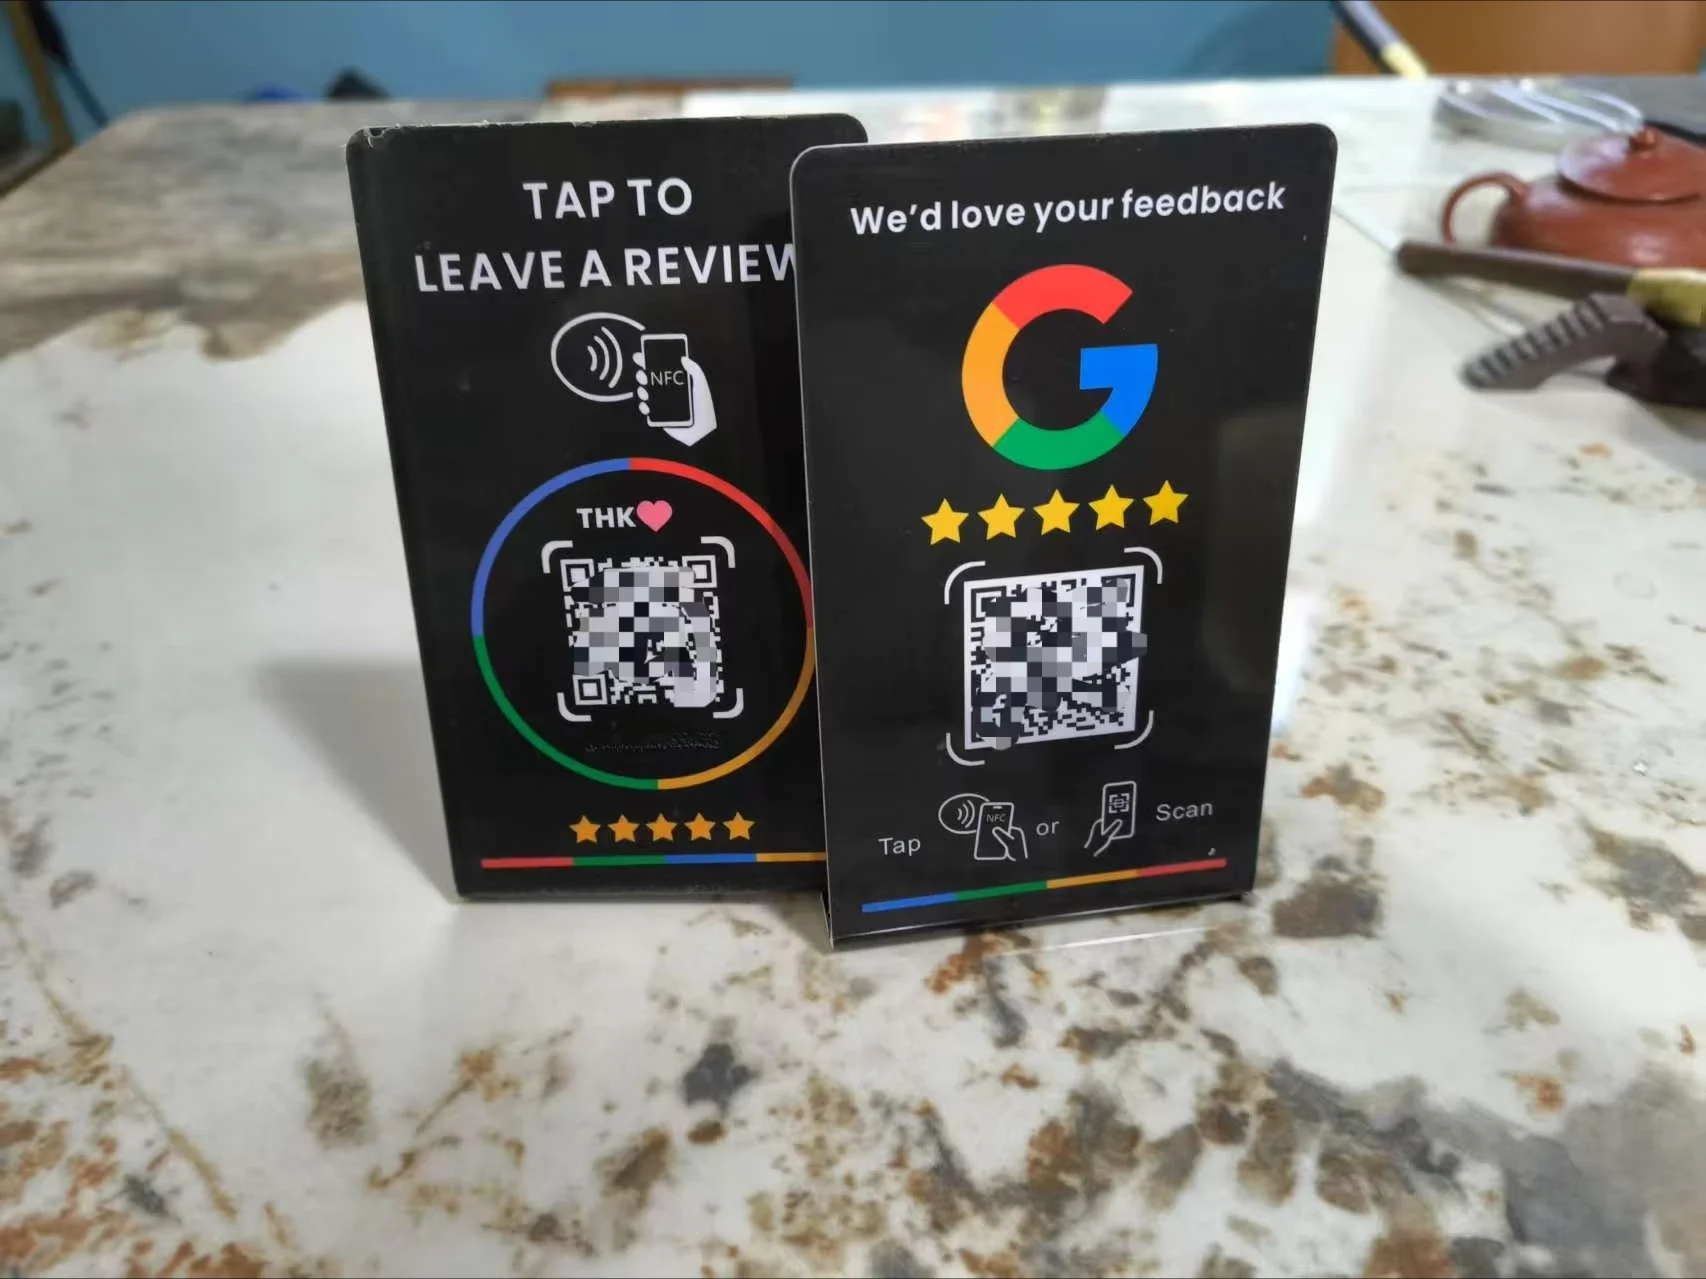 TAP TO
LEAVE A REVIEW
NFC
THK
We'd love your feedback
G
Tap
NFC
or
Scan